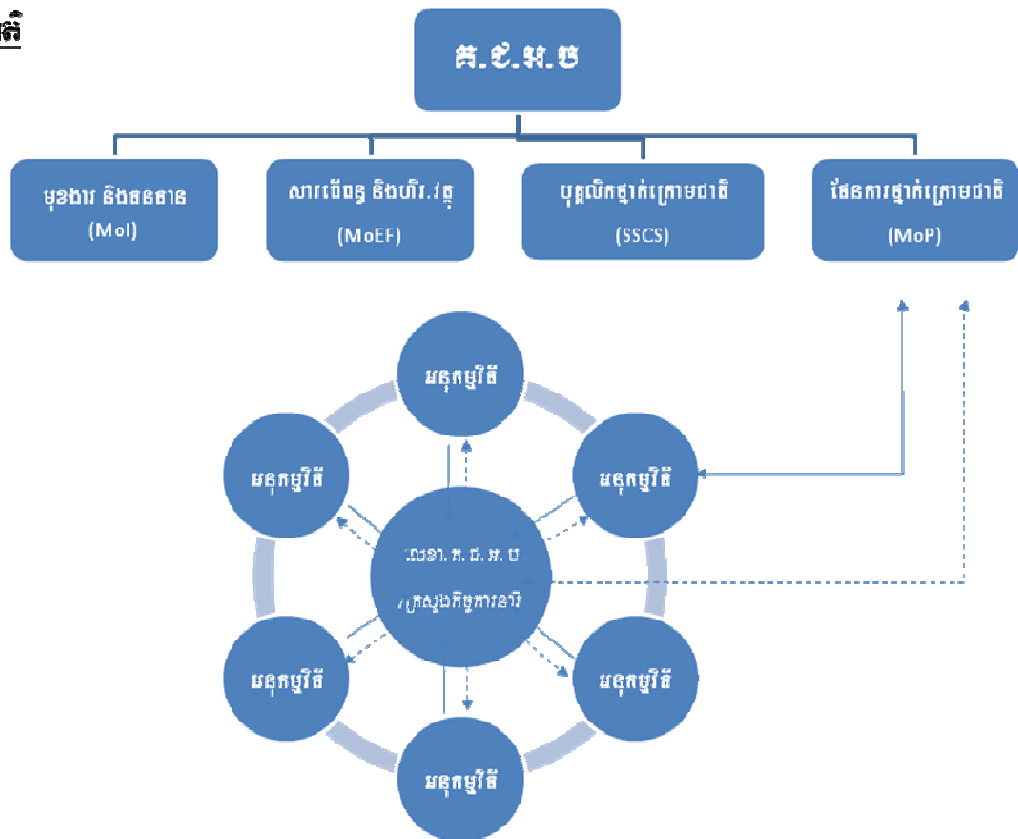 គ.ជ.អ.ប
មុខងារ និងធនធាន
(MoI)
សារពើពន្ធ និងហិរ.វត្ថុ
(MoEF)
បុគ្គលិកថ្នាក់ក្រោមជាតិ
(SSCS)
ផែនការថ្នាក់ក្រោមជាតិ
(MoP)
អនុកម្មវិធី
អនុកម្មវិធី
អនុកម្មវិធី
លេខា. គ. ជ. អ. ប
ក្រសួងកិច្ចការនារី
អនុកម្មវិធី
អនុកម្មវិធី
អនុកម្មវិធី